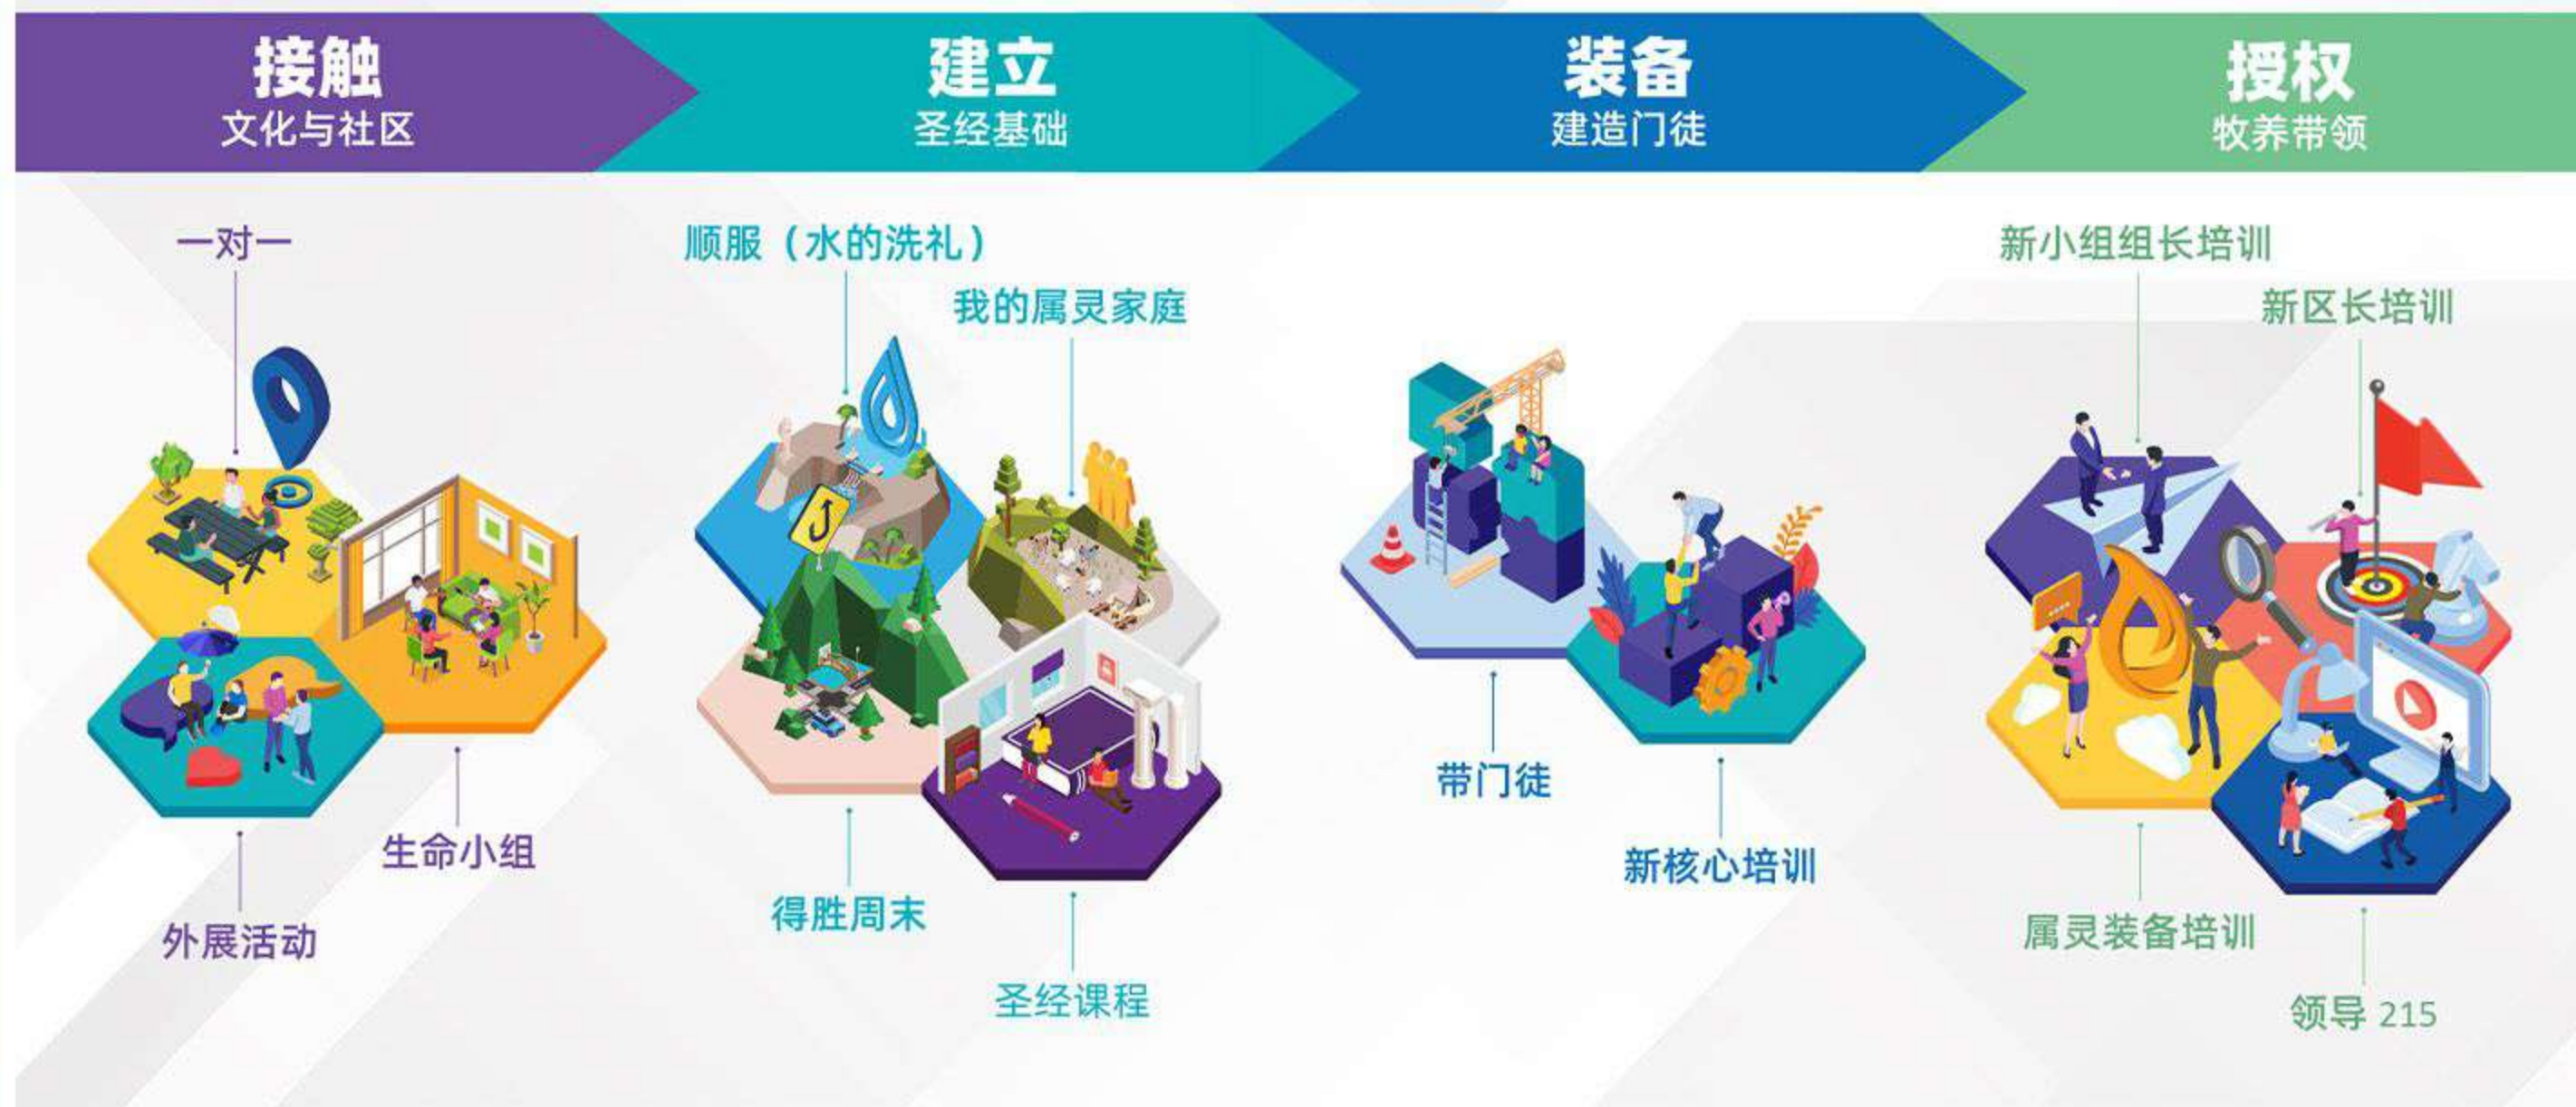 接触
文化与社区
建立
圣经基础
装备
建造门徒
授权
牧养带领
一对一
外展活动
生命小组
顺服（水的洗礼）
我的属灵家庭
得胜周末
圣经课程
带门徒
新核心培训
新小组组长培训
新区长培训
属灵装备培训
领导 215